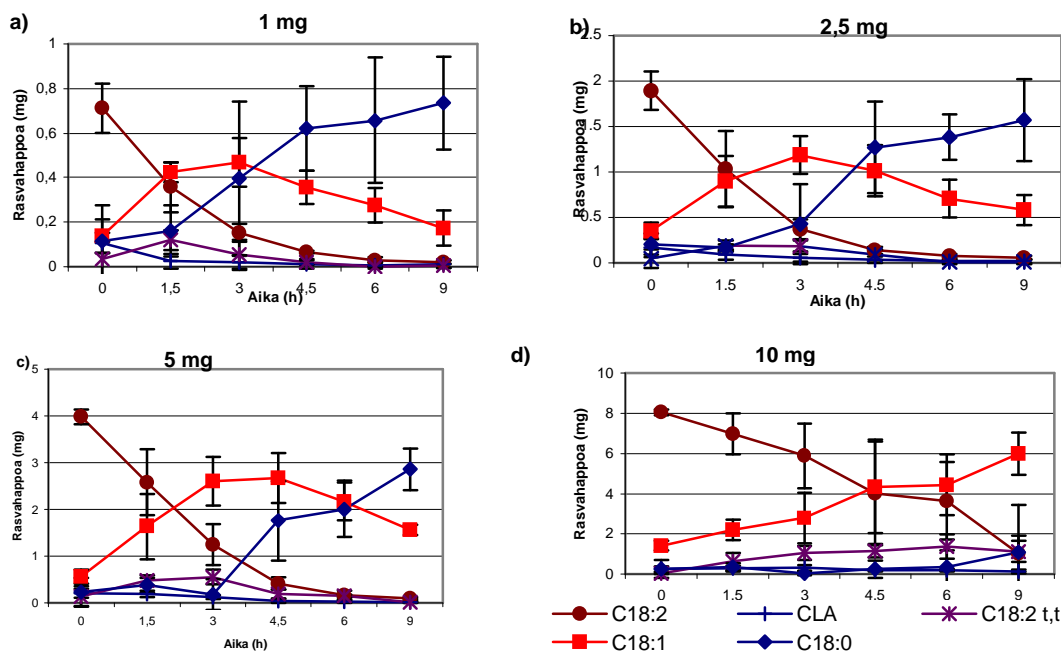 a)
1 mg
Rasvahappoa (mg)
1
0,8
0,6
0,4
0,2
0
0 1,5 3 4,5 6 9
Aika (h)
b)
2,5 mg
Rasvahappoa (mg)
2.5
2
1.5
1
0.5
0
0 1.5 3 4.5 6 9
Aika (h)
c)
5 mg
Rasvahappoa (mg)
5
4
3
2
1
0
0 1,5 3 4,5 6 9
Aika (h)
d)
10 mg
Rasvahappoa (mg)
10
8
6
4
2
0
0 1.5 3 4.5 6 9
C18:2 CLA C18:2 t,t
C18:1 C18:0